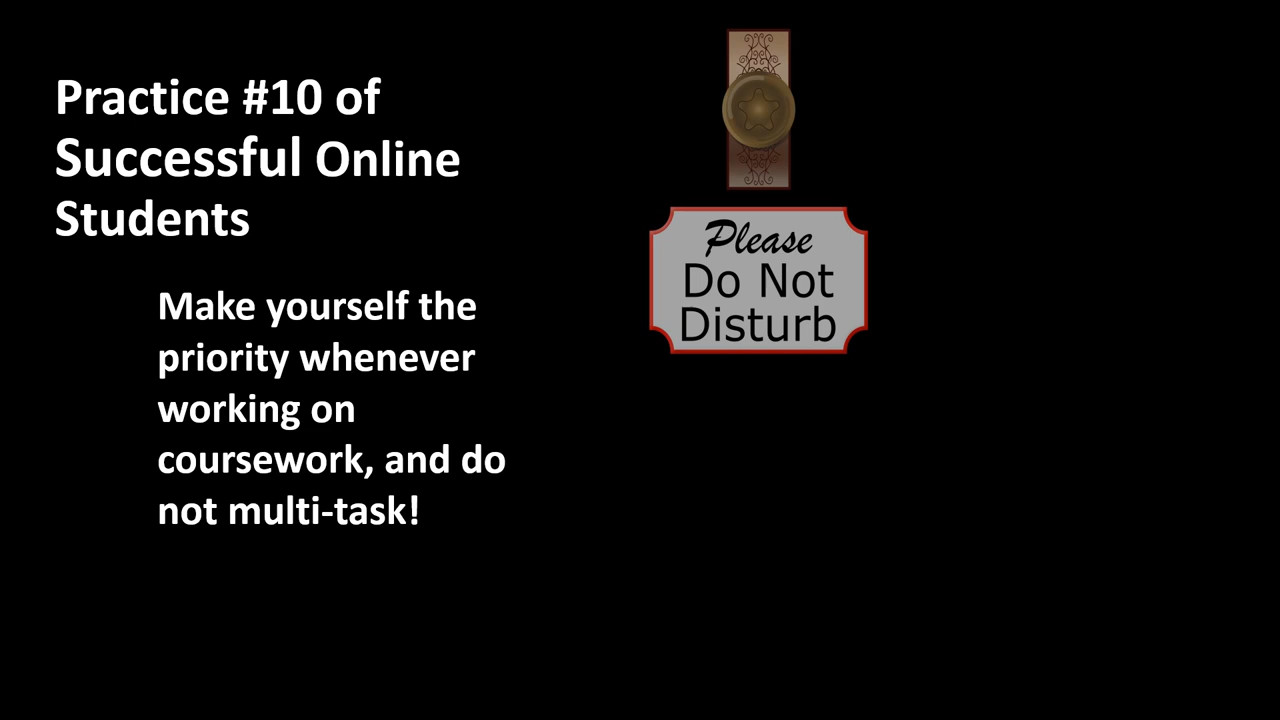 Practice #10 of
Successful Online
Students
Make yourself the
priority whenever
working on
coursework, and do
not multi-task!
Please
Do Not
Disturb